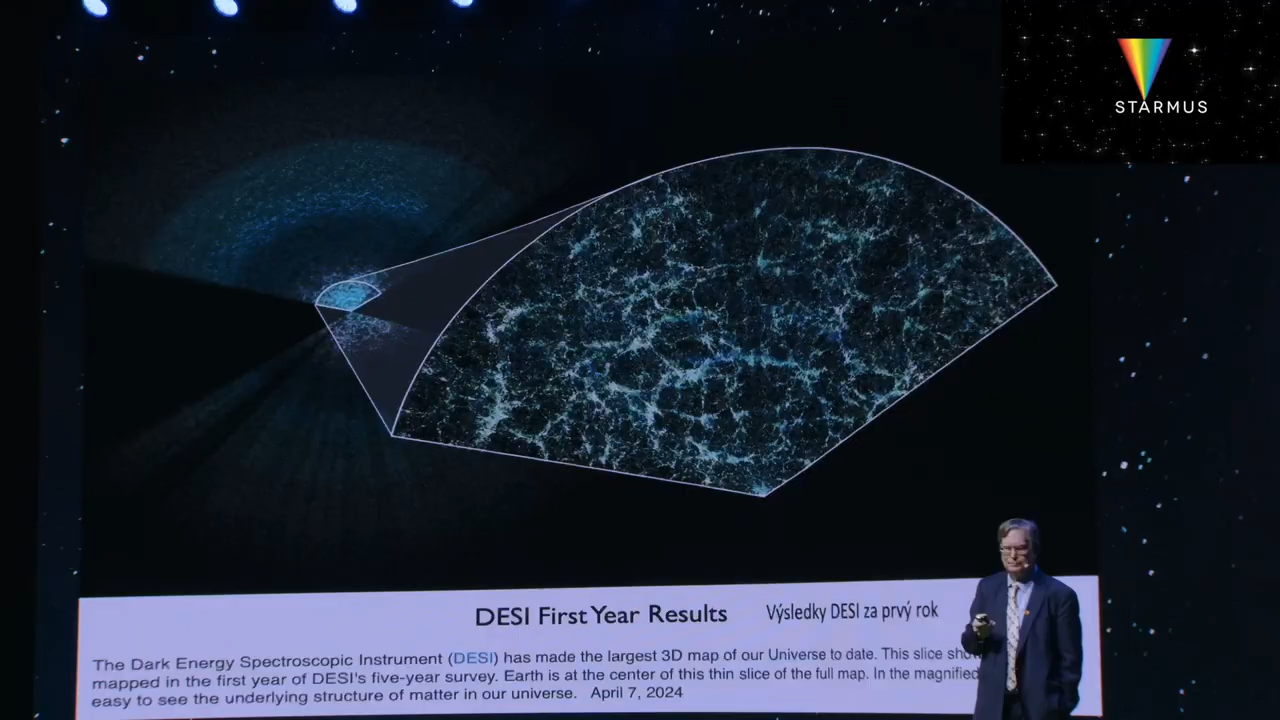 STARMUS
DESI First Year Results Výsledky DESI za prvý rok
The Dark Energy Spectroscopic Instrument (DESI) has made the largest 3D map of our Universe to date. This slice
mapped in the first year of DESI's five-year survey. Earth is at the center of this thin slice of the full map. In the magnified
easy to see the underlying structure of matter in our universe. April 7, 2024